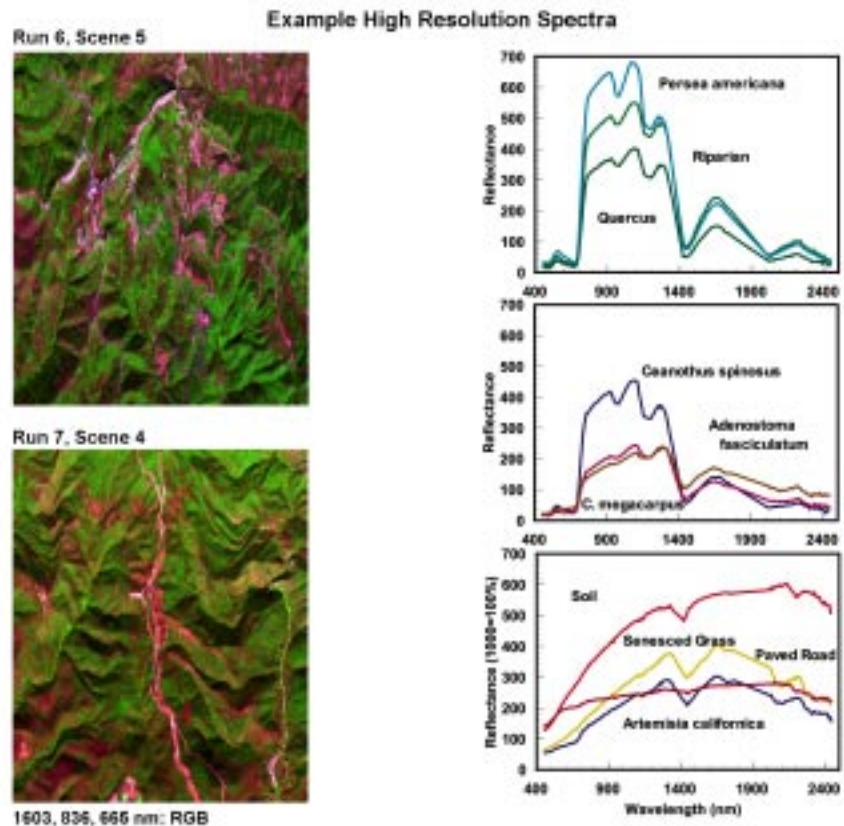 Example High Resolution Spectra
Run 6, Scene 5
700
600
500
400
300
200
100
0
Reflectance
Persea americana
Riparian
Quercus
400 900 1400 1900 2400
700
600
500
400
300
200
100
0
Reflectance
Ceanothus spinosus
Adenostoma
fasciculatum
C. megacarpus
400 900 1400 1900 2400
Run 7, Scene 4
700
600
500
400
300
200
100
0
Reflectance (1000=100%)
Soil
Senesced Grass
Paved Road
Artemisia californica
400 900 1400 1900 2400
Wavelength (nm)
1603, 836, 665 nm: RGB